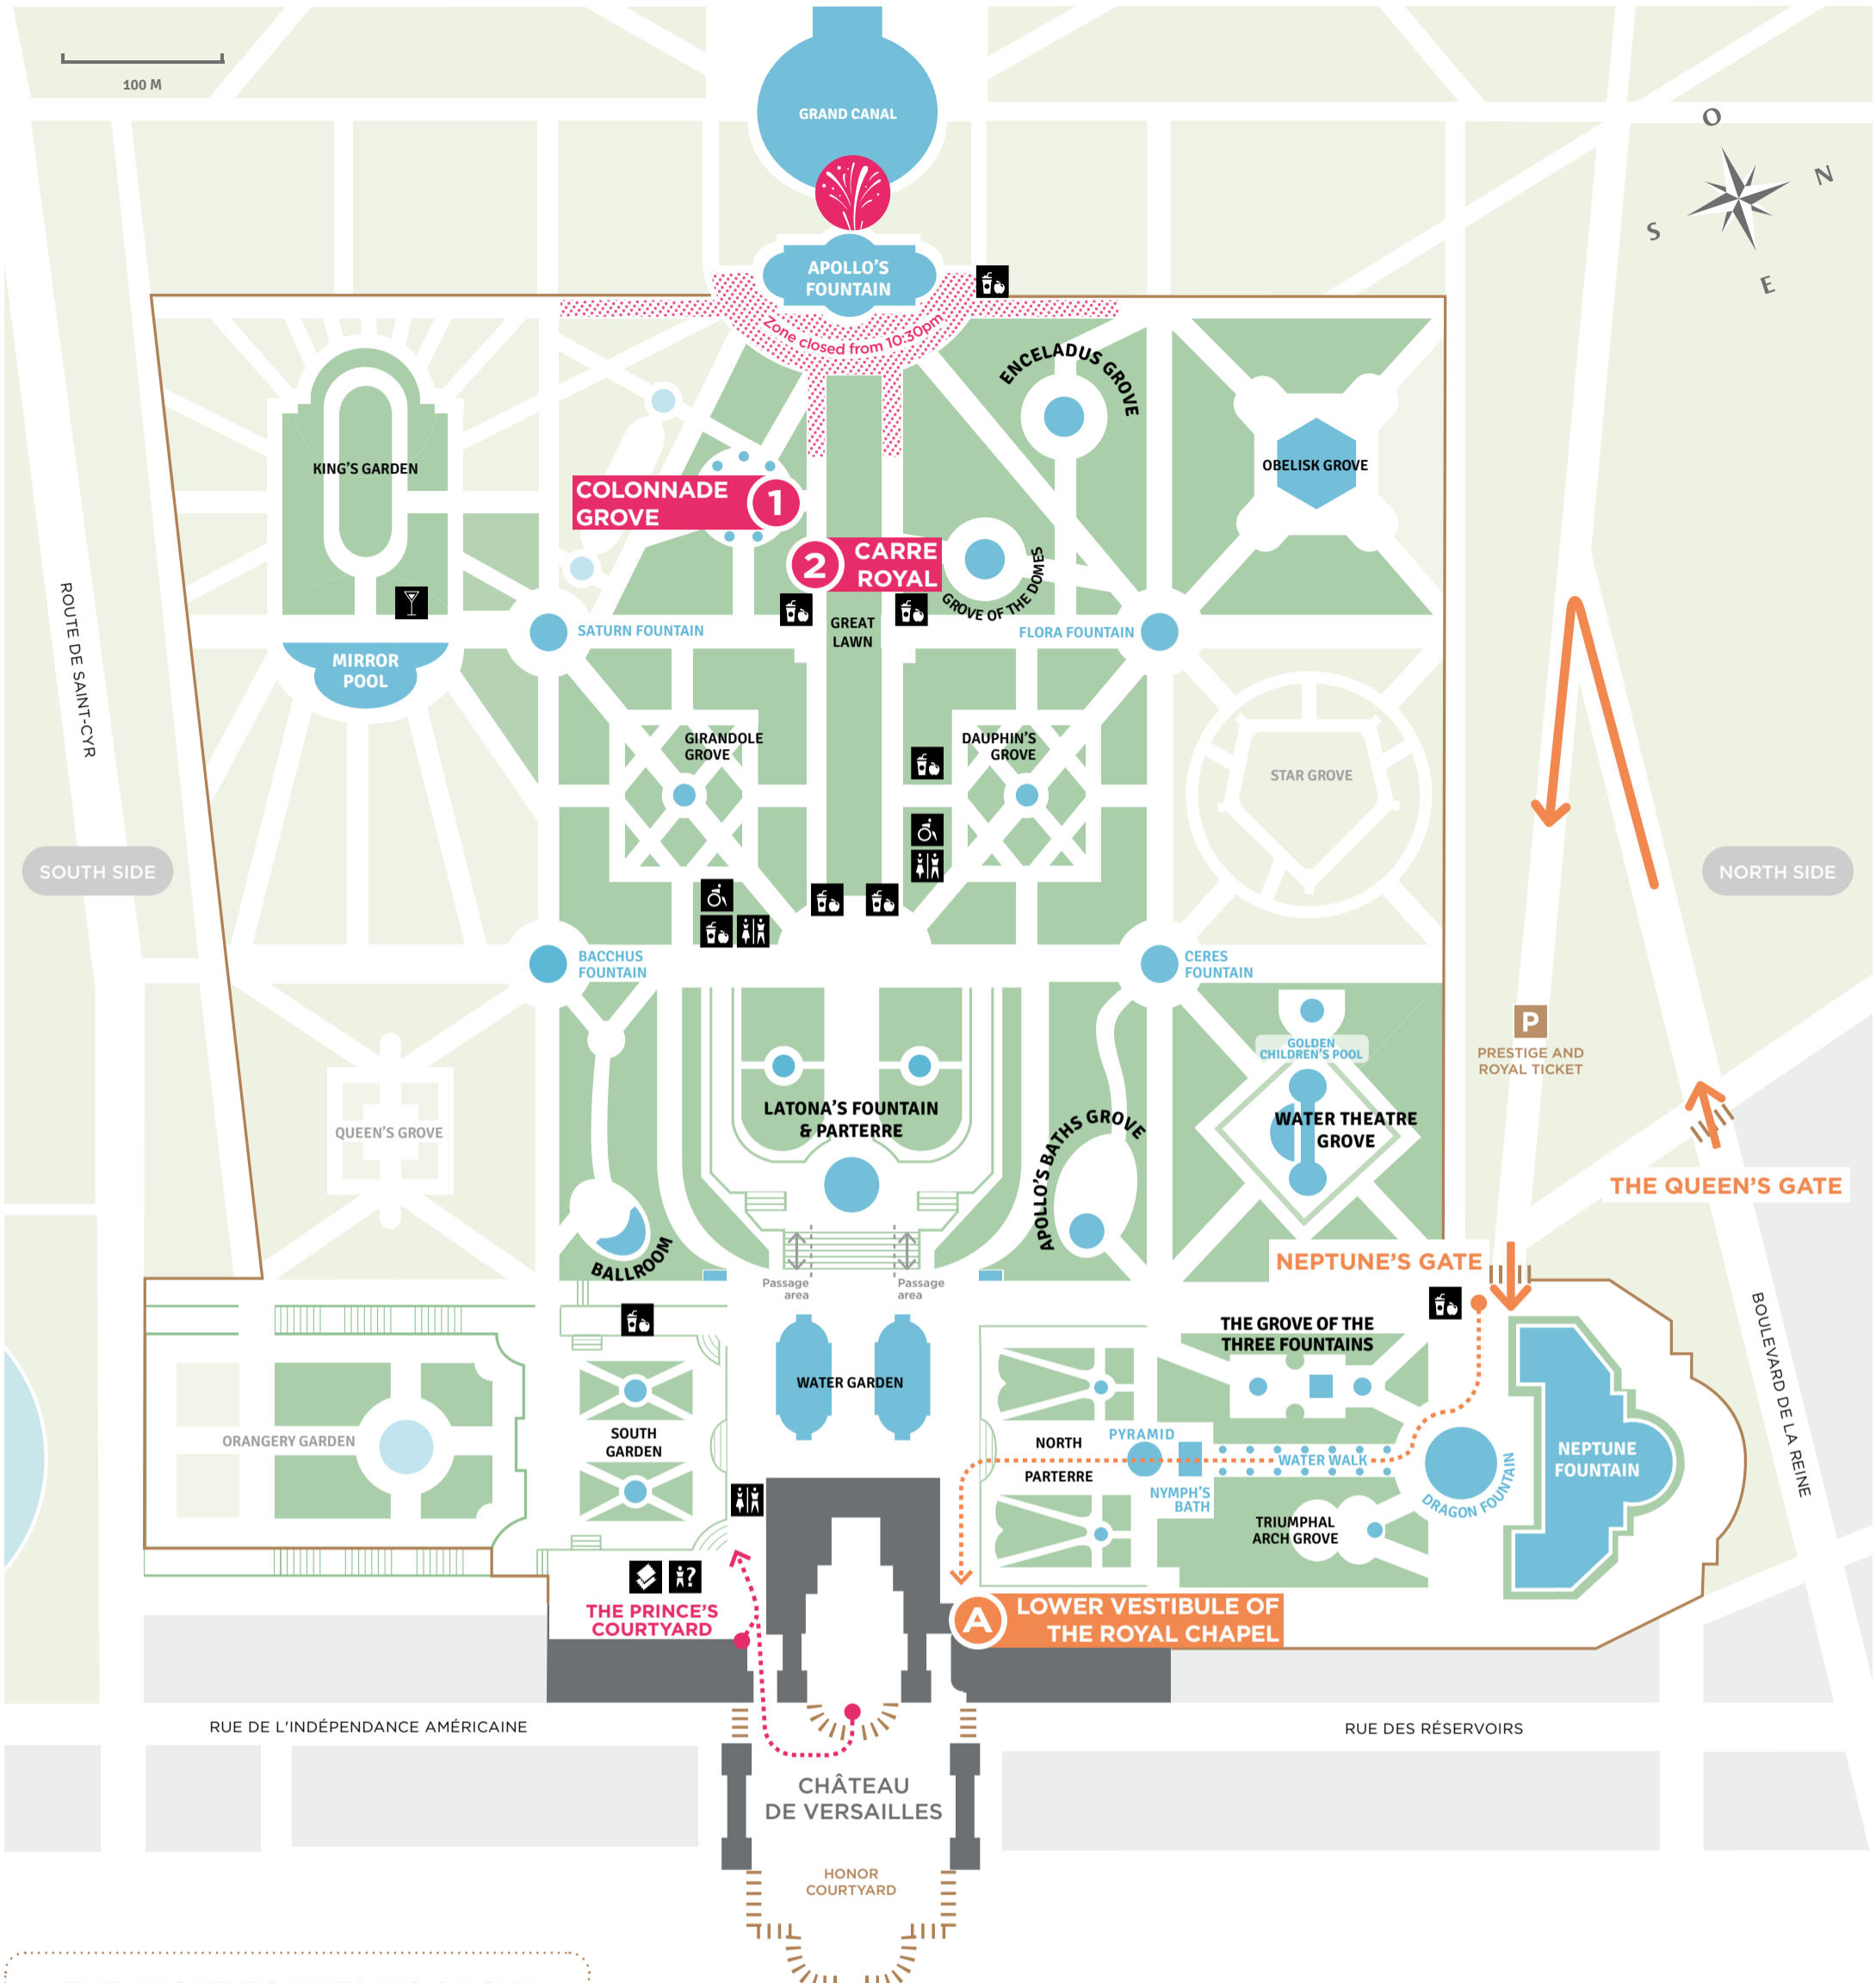 100 M
GRAND CANAL
O
N
S
E
APOLLO'S
FOUNTAIN
Zone closed from 10:30pm
ENCELADUS GROVE
KING'S GARDEN
OBELISK GROVE
COLONNADE
GROVE
1
2
CARRE
ROYAL
GROVE OF THE DOMES
GREAT
LAWN
SATURN FOUNTAIN
FLORA FOUNTAIN
MIRROR
POOL
ROUTE DE SAINT-CYR
GIRANDOLE
GROVE
DAUPHIN'S
GROVE
STAR GROVE
SOUTH SIDE
NORTH SIDE
BACCHUS
FOUNTAIN
CERES
FOUNTAIN
P
PRESTIGE AND
ROYAL TICKET
GOLDEN
CHILDREN'S POOL
LATONA'S FOUNTAIN
& PARTERRE
WATER THEATRE
GROVE
QUEEN'S GROVE
APOLLO'S BATHS GROVE
THE QUEEN'S GATE
BALLROOM
NEPTUNE'S GATE
Passage
area
Passage
area
THE GROVE OF THE
THREE FOUNTAINS
BOULEVARD DE LA REINE
WATER GARDEN
ORANGERY GARDEN
SOUTH
GARDEN
NORTH
PARTERRE
PYRAMID
WATER WALK
NYMPH'S
BATH
DRAGON FOUNTAIN
NEPTUNE
FOUNTAIN
TRIUMPHAL
ARCH GROVE
?
THE PRINCE'S
COURTYARD
A
LOWER VESTIBULE OF
THE ROYAL CHAPEL
RUE DE L'INDÉPENDANCE AMÉRICAINE
RUE DES RÉSERVOIRS
CHÂTEAU
DE VERSAILLES
HONOR
COURTYARD